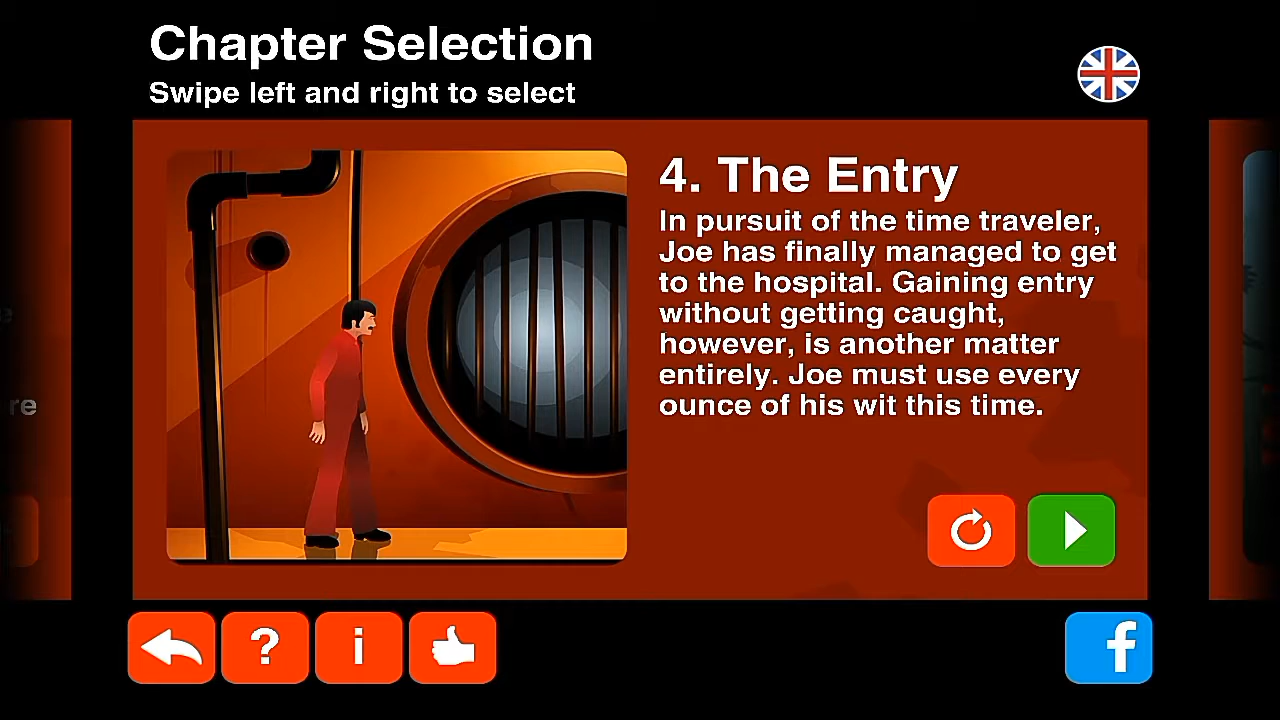 Chapter Selection
Swipe left and right to select
4. The Entry
In pursuit of the time traveler,
Joe has finally managed to get
to the hospital. Gaining entry
without getting caught,
however, is another matter
entirely. Joe must use every
ounce of his wit this time.
re
?
i
f